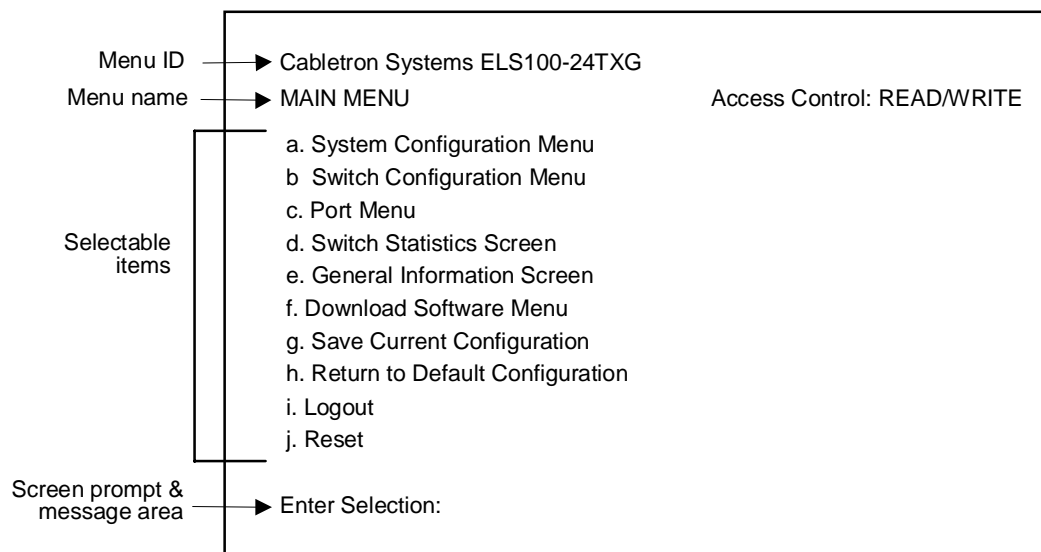 Menu ID
Cabletron Systems ELS100-24TXG
Menu name
MAIN MENU
Access Control: READ/WRITE
Selectable
items
a. System Configuration Menu
b  Switch Configuration Menu
c. Port Menu
d. Switch Statistics Screen
e. General Information Screen
f. Download Software Menu
g. Save Current Configuration
h. Return to Default Configuration
i. Logout
j. Reset
Screen prompt &
message area
Enter Selection: